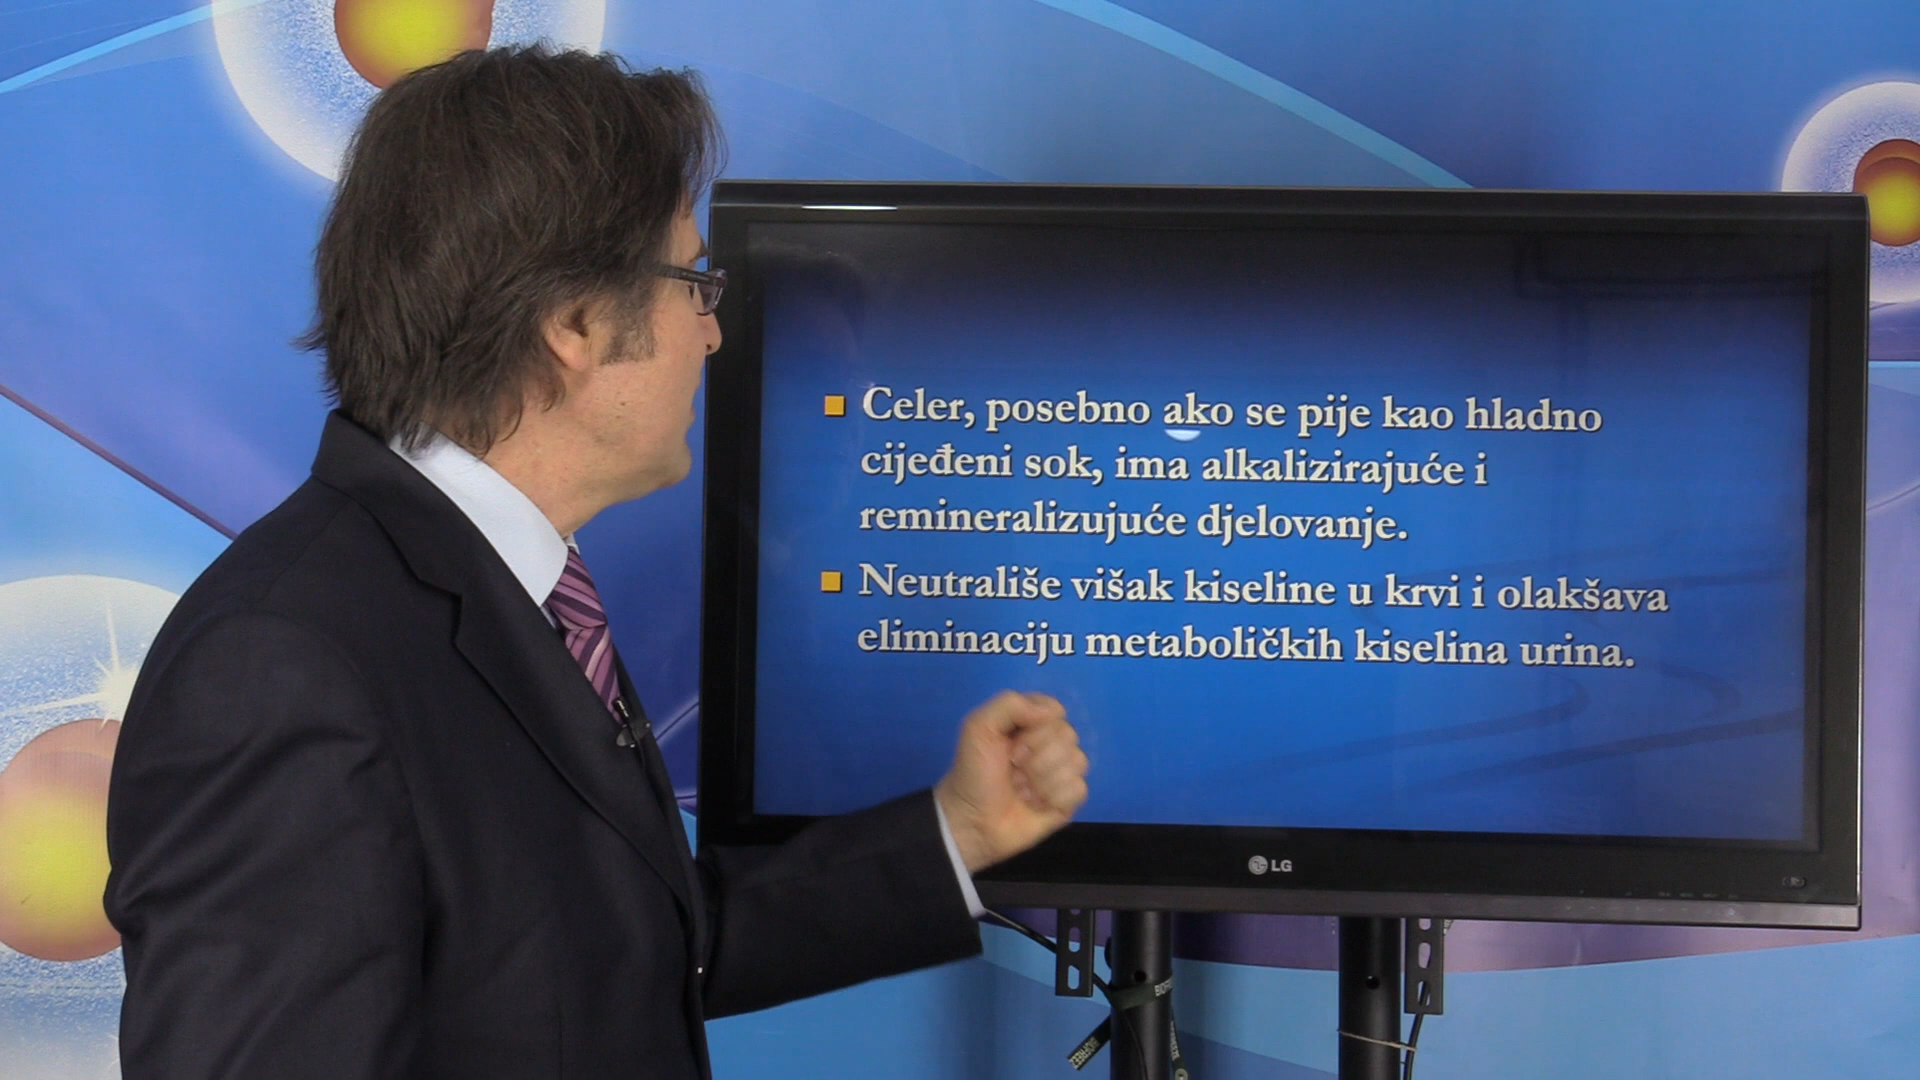 Celer, posebno ako se pije kao hladno
cijeđeni sok, ima alkalizirajuće i
remineralizujuće djelovanje.
Neutrališe višak kiseline u krvi i olakšava
eliminaciju metaboličkih kiselina urina.
LG
BIOFREEZE